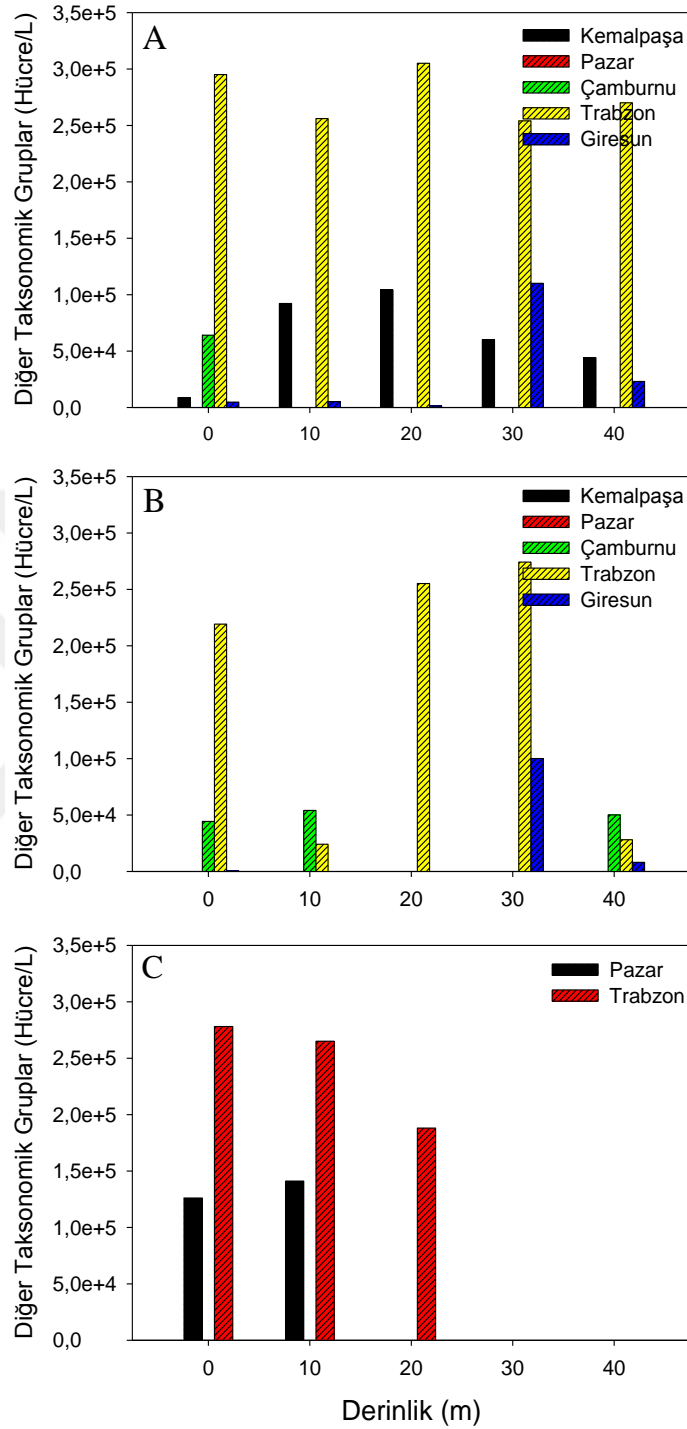 A
Diğer Taksonomik Gruplar (Hücre/L)
3,5e+5
3,0e+5
2,5e+5
2,0e+5
1,5e+5
1,0e+5
5,0e+4
0,0
Kemalpaşa
Pazar
Çamburnu
Trabzon
Giresun
0 10 20 30 40
B
Diğer Taksonomik Gruplar (Hücre/L)
3,5e+5
3,0e+5
2,5e+5
2,0e+5
1,5e+5
1,0e+5
5,0e+4
0,0
Kemalpaşa
Pazar
Çamburnu
Trabzon
Giresun
0 10 20 30 40
C
Diğer Taksonomik Gruplar (Hücre/L)
3,5e+5
3,0e+5
2,5e+5
2,0e+5
1,5e+5
1,0e+5
5,0e+4
0,0
Pazar
Trabzon
0 10 20 30 40
Derinlik (m)